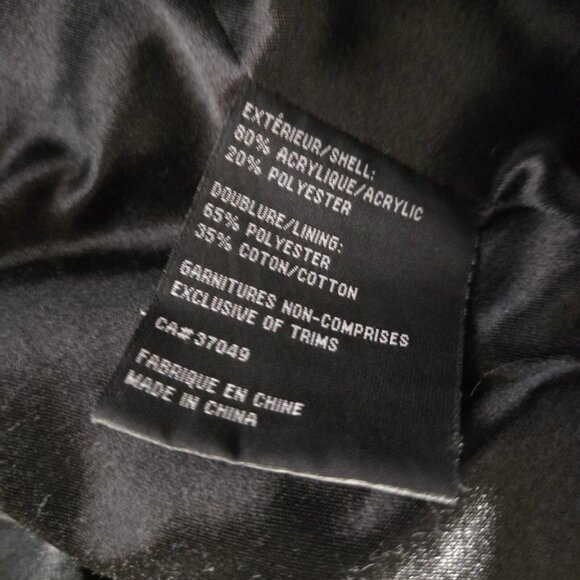 EXTÉRIEUR/SHELL:
80% ACRYLIQUE/ACRYLIC
20% POLYESTER
DOUBLURE/LINING:
65% POLYESTER
35% COTON/COTTON
GARNITURES NON-COMPRISES
EXCLUSIVE OF TRIMS
CA# 37049
FABRIQUE EN CHINE
MADE IN CHINA